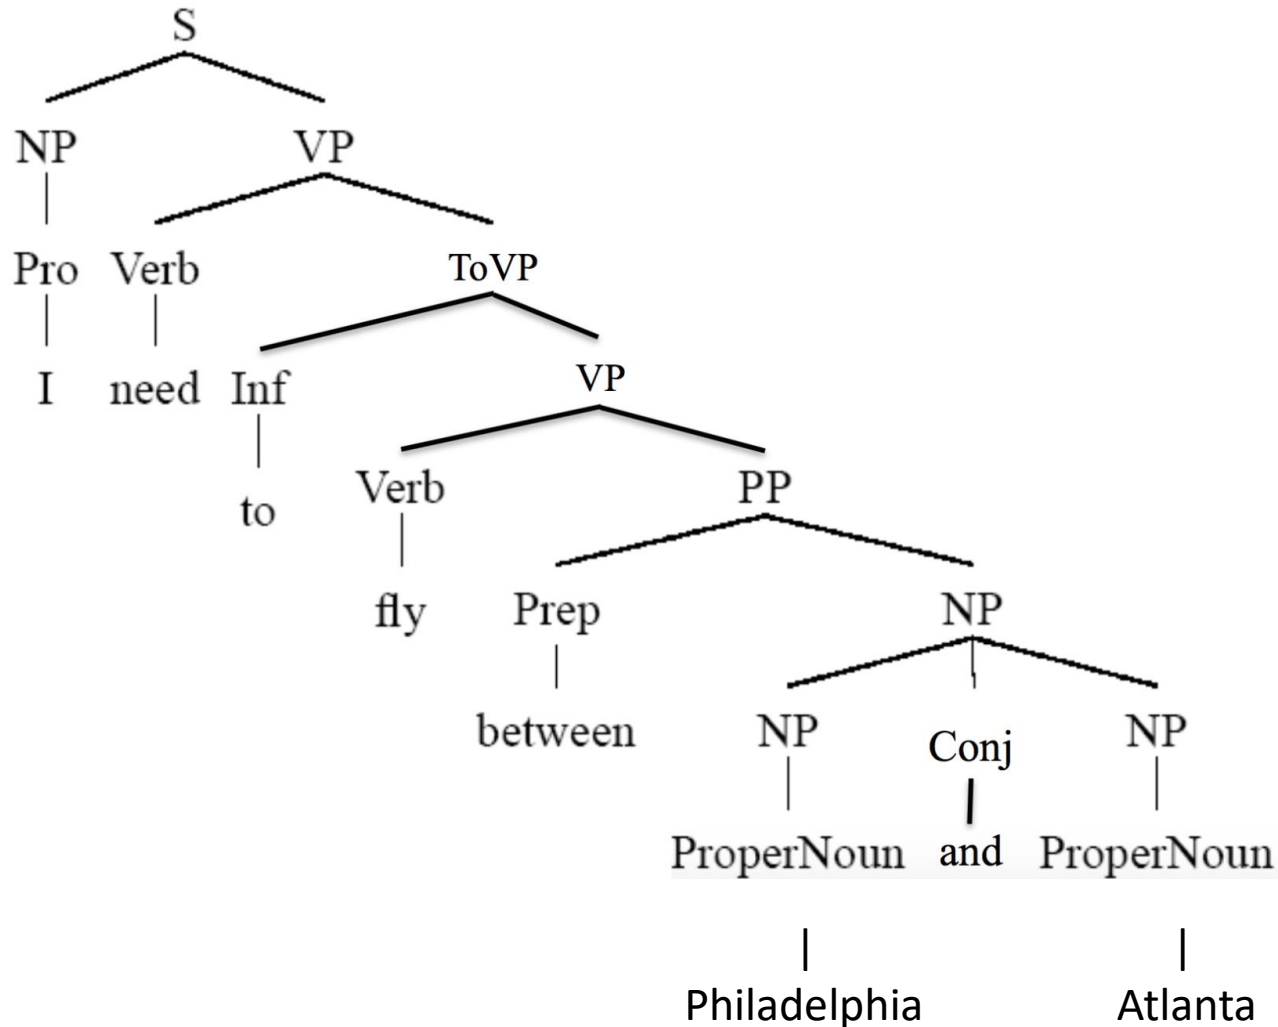 S
NP VP
Pro Verb ToVP
I need Inf VP
to Verb PP
fly Prep NP
between NP Conj NP
ProperNoun and ProperNoun
Philadelphia Atlanta